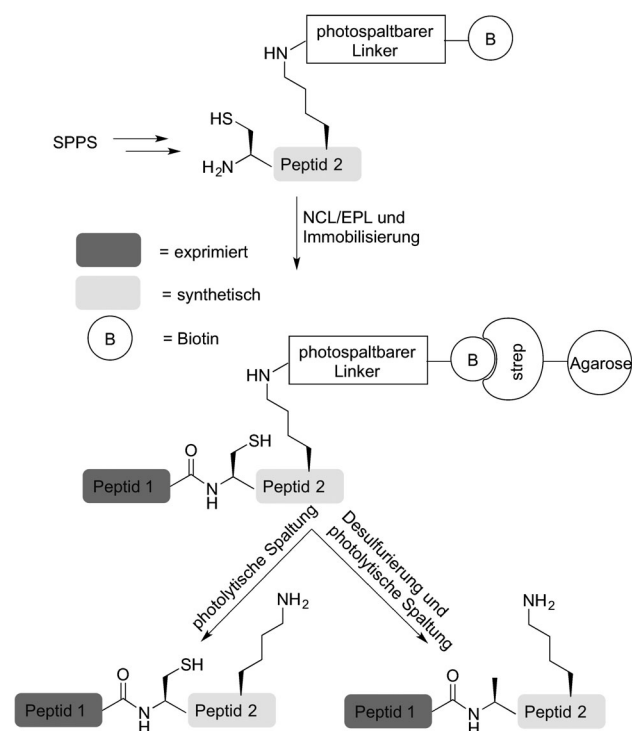 photospaltbarer
Linker
B
HN
HS
SPPS
H₂N
Peptid 2
NCL/EPL und
Immobilisierung
= exprimiert
= synthetisch
B
= Biotin
photospaltbarer
Linker
B
strep
Agarose
HN
SH
O
Peptid 1
N
H
Peptid 2
photolytische Spaltung
Desulfurierung und
photolytische Spaltung
NH₂
SH
O
Peptid 1
N
H
Peptid 2
NH₂
O
Peptid 1
N
H
Peptid 2